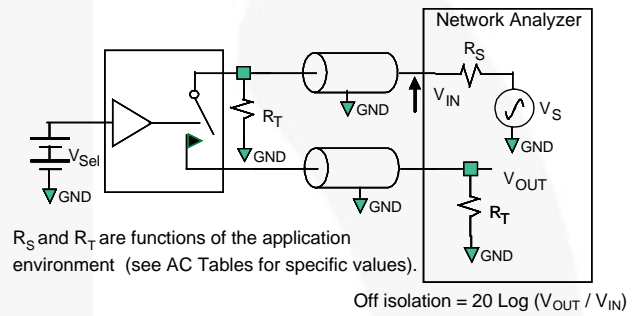 Network Analyzer
R_S
V_IN
GND
V_S
R_T
GND
GND
V_Sel
GND
V_OUT
GND
R_T
GND
R_S and R_T are functions of the application
environment (see AC Tables for specific values).
Off isolation = 20 Log (V_OUT / V_IN)